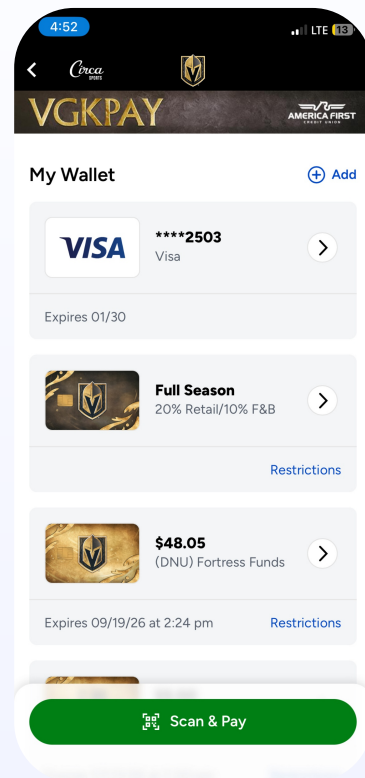 4:52
LTE 13
Circa
SPORTS
VGKPAY
AMERICA FIRST
CREDIT UNION
My Wallet
Add
VISA
****2503
Visa
Expires 01/30
Full Season
20% Retail/10% F&B
Restrictions
$48.05
(DNU) Fortress Funds
Expires 09/19/26 at 2:24 pm
Restrictions
Scan & Pay